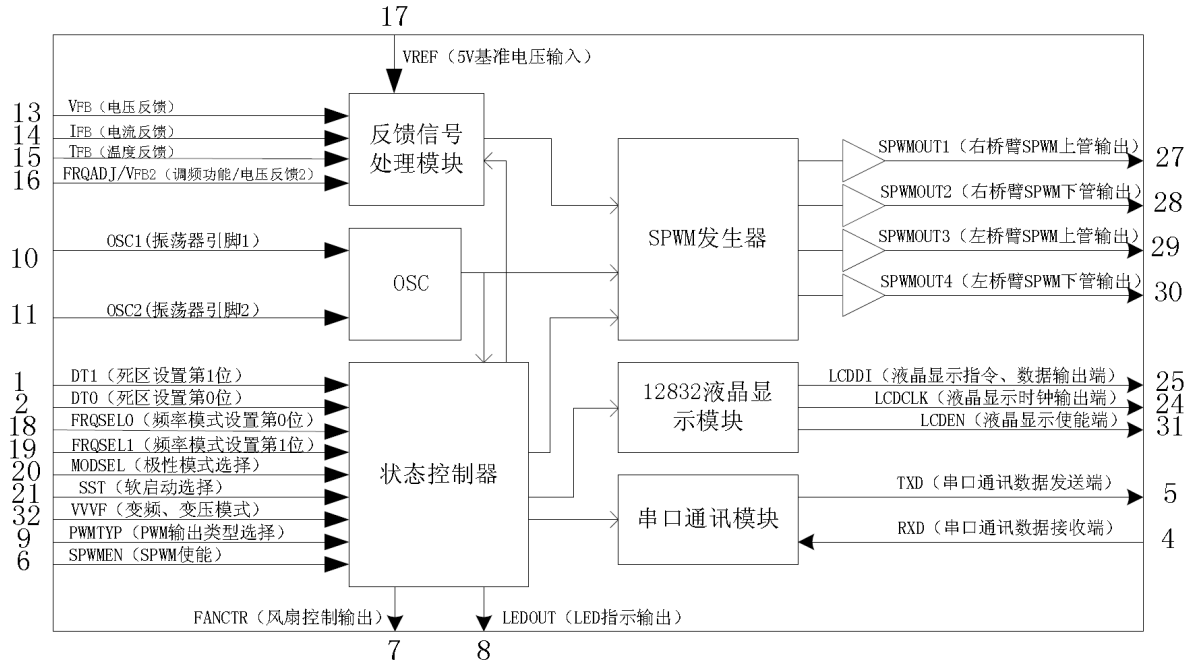 17
VREF（5V基准电压输入）
13
VFB（电压反馈）
14
IFB（电流反馈）
15
TFB（温度反馈）
16
FRQADJ/VFB2（调频功能/电压反馈2）
反馈信号
处理模块
10
OSC1(振荡器引脚1)
11
OSC2(振荡器引脚2)
OSC
1
DT1（死区设置第1位）
2
DT0（死区设置第0位）
18
FRQSEL0（频率模式设置第0位）
19
FRQSEL1（频率模式设置第1位）
20
MODSEL（极性模式选择）
21
SST（软启动选择）
32
VVVF（变频、变压模式）
9
PWMTYP（PWM输出类型选择）
6
SPWMEN（SPWM使能）
状态控制器
FANCTR（风扇控制输出）
7
LEDOUT（LED指示输出）
8
SPWM发生器
SPWMOUT1（右桥臂SPWM上管输出）
27
SPWMOUT2（右桥臂SPWM下管输出）
28
SPWMOUT3（左桥臂SPWM上管输出）
29
SPWMOUT4（左桥臂SPWM下管输出）
30
12832液晶显
示模块
LCDDI（液晶显示指令、数据输出端）
25
LCDCLK（液晶显示时钟输出端）
24
LCDEN（液晶显示使能端）
31
串口通讯模块
TXD（串口通讯数据发送端）
5
RXD（串口通讯数据接收端）
4